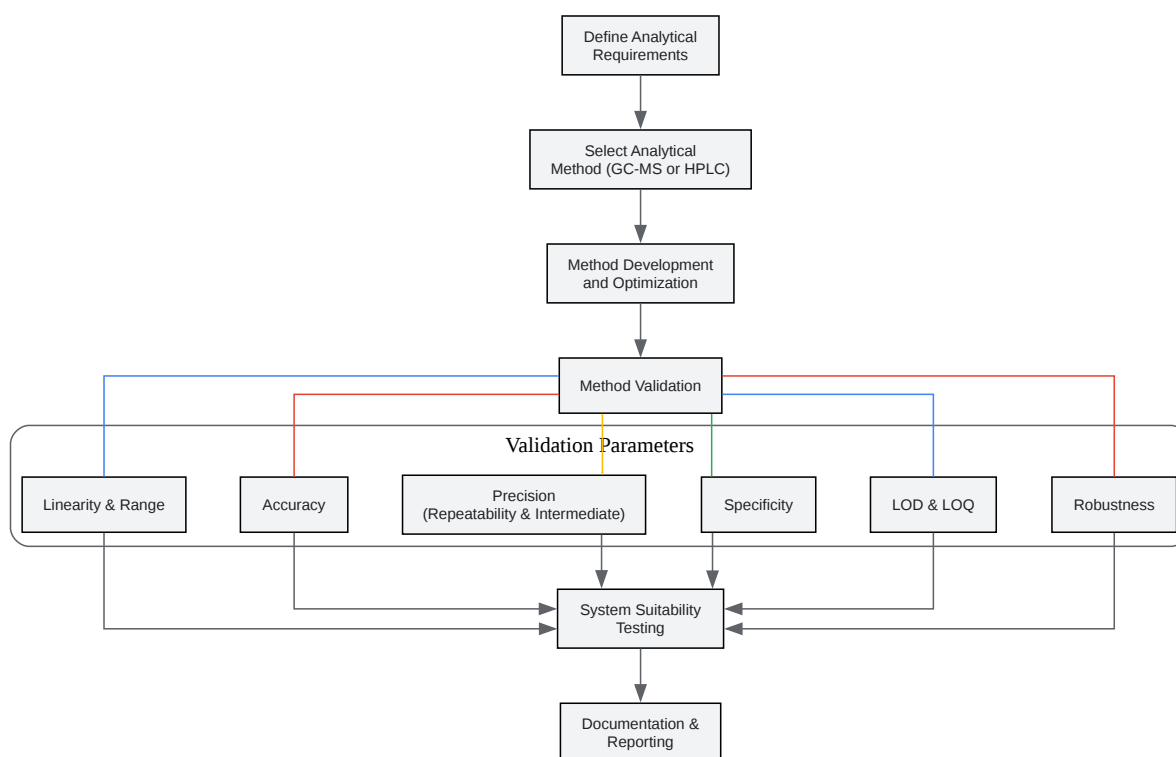 Define Analytical
Requirements
Select Analytical
Method (GC-MS or HPLC)
Method Development
and Optimization
Method Validation
Validation Parameters
Linearity & Range
Accuracy
Precision
(Repeatability & Intermediate)
Specificity
LOD & LOQ
Robustness
System Suitability
Testing
Documentation &
Reporting